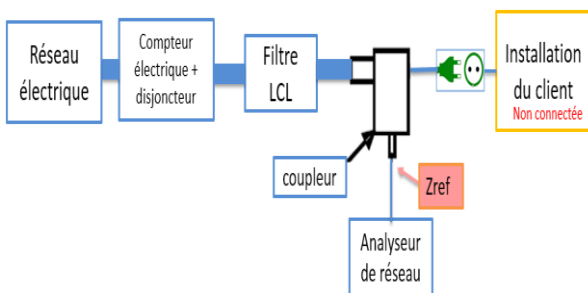 Réseau
électrique
Compteur
électrique +
disjoncteur
Filtre
LCL
Installation
du client
Non connectée
coupleur
Zref
Analyseur
de réseau